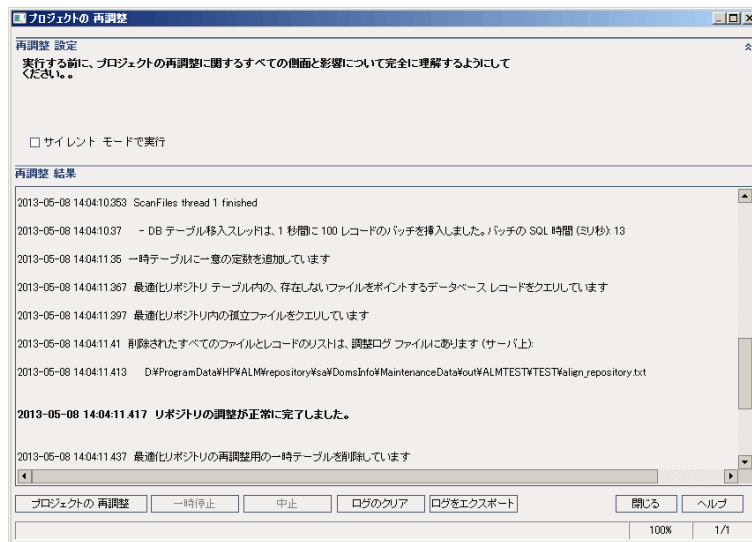 プロジェクトの 再調整
再調整 設定
実行する前に、プロジェクトの再調整に関するすべての側面と影響について完全に理解するようにして
ください。。
サイレント モードで実行
再調整 結果
2013-05-08 14:04:10.353 ScanFiles thread 1 finished
2013-05-08 14:04:10.37 - DB テーブル移入スレッドは、1 秒間に 100 レコードのバッチを挿入しました。バッチの SQL 時間 (ミリ秒): 13
2013-05-08 14:04:11.35 一時テーブルに一意の定数を追加しています
2013-05-08 14:04:11.367 最適化リポジトリ テーブル内の、存在しないファイルをポイントするデータベース レコードをクエリしています
2013-05-08 14:04:11.397 最適化リポジトリ内の孤立ファイルをクエリしています
2013-05-08 14:04:11.41 削除されたすべてのファイルとレコードのリストは、調整ログ ファイルにあります (サーバ上):
2013-05-08 14:04:11.413 D:¥ProgramData¥HP¥ALM¥repository¥sa¥DomsInfo¥MaintenanceData¥out¥ALMTEST¥TEST¥align_repository.txt
2013-05-08 14:04:11.417 リポジトリの調整が正常に完了しました。
2013-05-08 14:04:11.437 最適化リポジトリの再調整用の一時テーブルを削除しています
プロジェクトの 再調整 一時停止 中止 ログのクリア ログをエクスポート 閉じる ヘルプ
100% 1/1